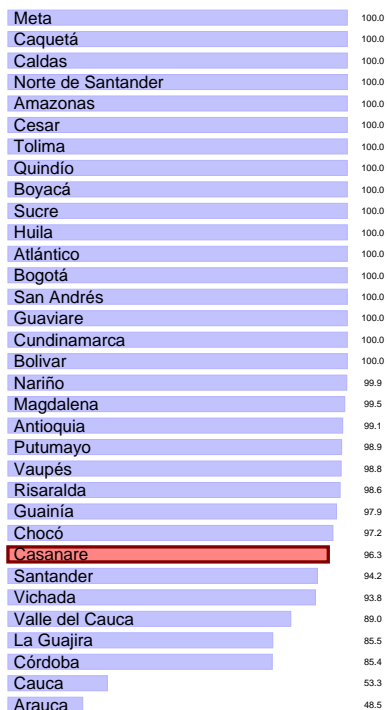 Meta 100.0
Caquetá 100.0
Caldas 100.0
Norte de Santander 100.0
Amazonas 100.0
Cesar 100.0
Tolima 100.0
Quindío 100.0
Boyacá 100.0
Sucre 100.0
Huila 100.0
Atlántico 100.0
Bogotá 100.0
San Andrés 100.0
Guaviare 100.0
Cundinamarca 100.0
Bolivar 100.0
Nariño 99.9
Magdalena 99.5
Antioquia 99.1
Putumayo 98.9
Vaupés 98.8
Risaralda 98.6
Guainía 97.9
Chocó 97.2
Casanare 96.3
Santander 94.2
Vichada 93.8
Valle del Cauca 89.0
La Guajira 85.5
Córdoba 85.4
Cauca 53.3
Arauca 48.5